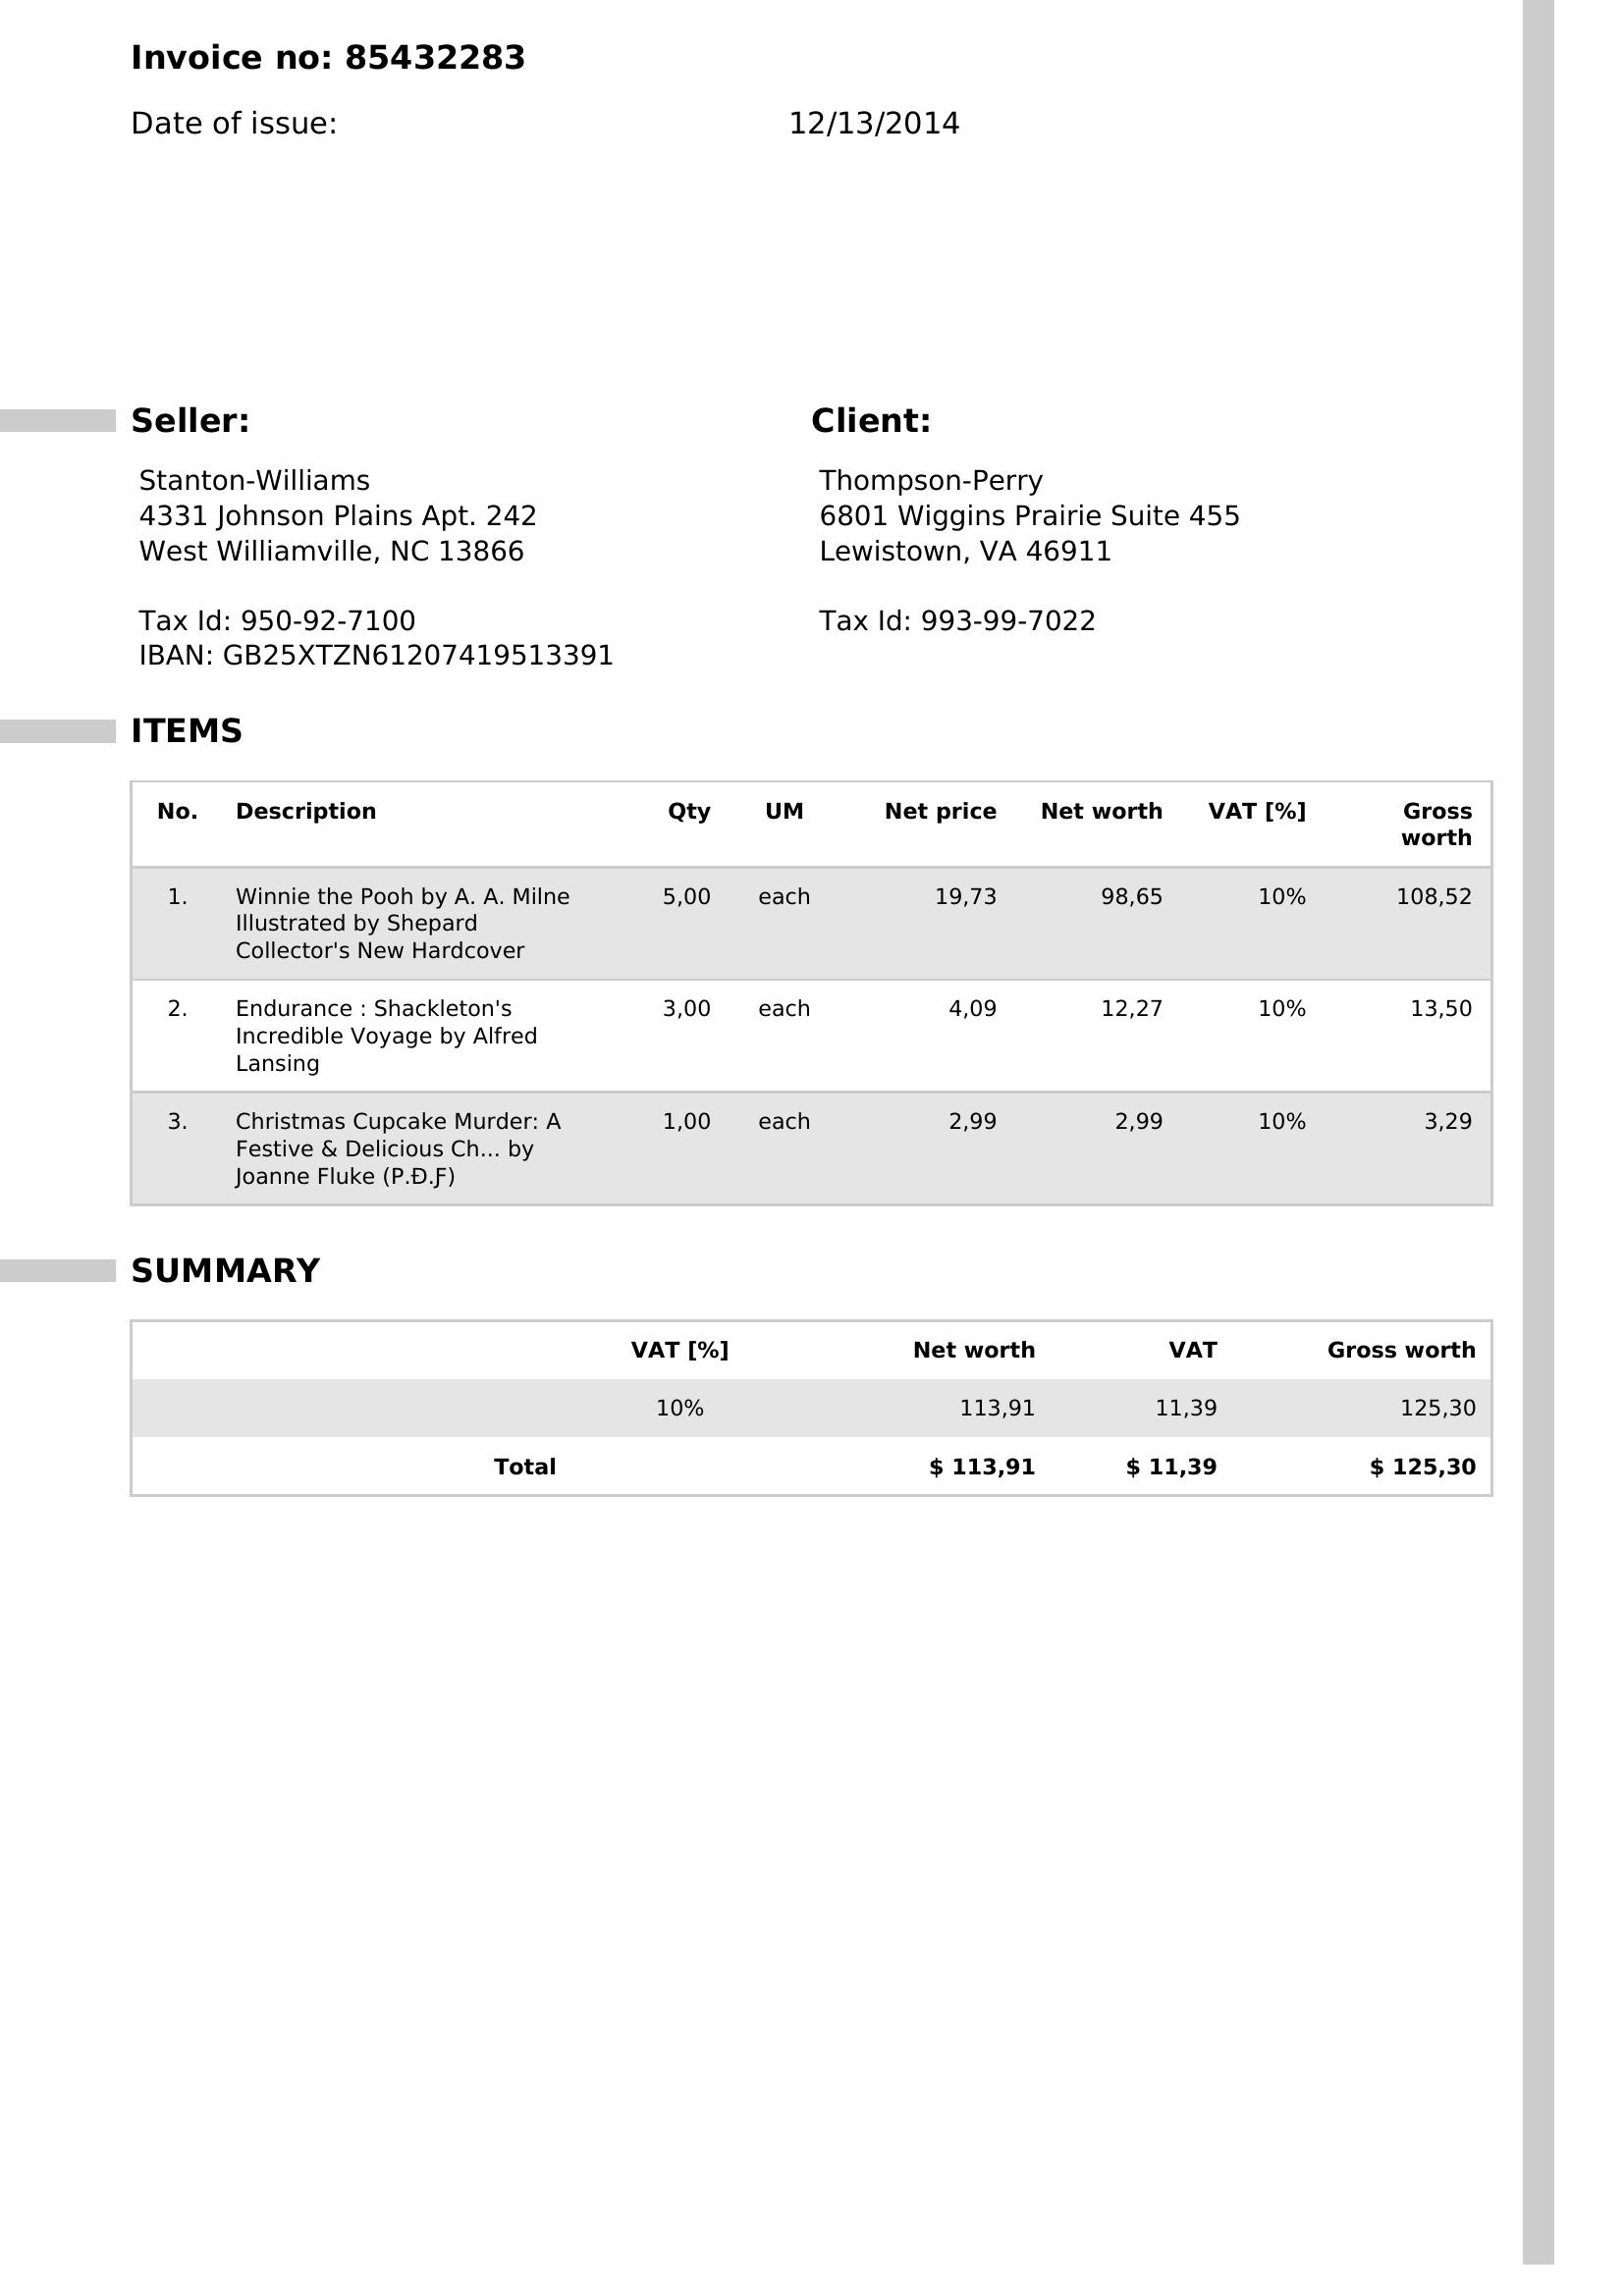 Invoice no: 85432283
Date of issue: 12/13/2014
Seller:
Stanton-Williams
4331 Johnson Plains Apt. 242
West Williamville, NC 13866
Tax Id: 950-92-7100
IBAN: GB25XTZN61207419513391
Client:
Thompson-Perry
6801 Wiggins Prairie Suite 455
Lewistown, VA 46911
Tax Id: 993-99-7022
ITEMS
No. Description Qty UM Net price Net worth VAT [%] Gross
worth
1. Winnie the Pooh by A. A. Milne 5,00 each 19,73 98,65 10% 108,52
Illustrated by Shepard
Collector's New Hardcover
2. Endurance : Shackleton's 3,00 each 4,09 12,27 10% 13,50
Incredible Voyage by Alfred
Lansing
3. Christmas Cupcake Murder: A 1,00 each 2,99 2,99 10% 3,29
Festive & Delicious Ch... by
Joanne Fluke (P.Đ.Ƒ)
SUMMARY
VAT [%] Net worth VAT Gross worth
10% 113,91 11,39 125,30
Total $ 113,91 $ 11,39 $ 125,30